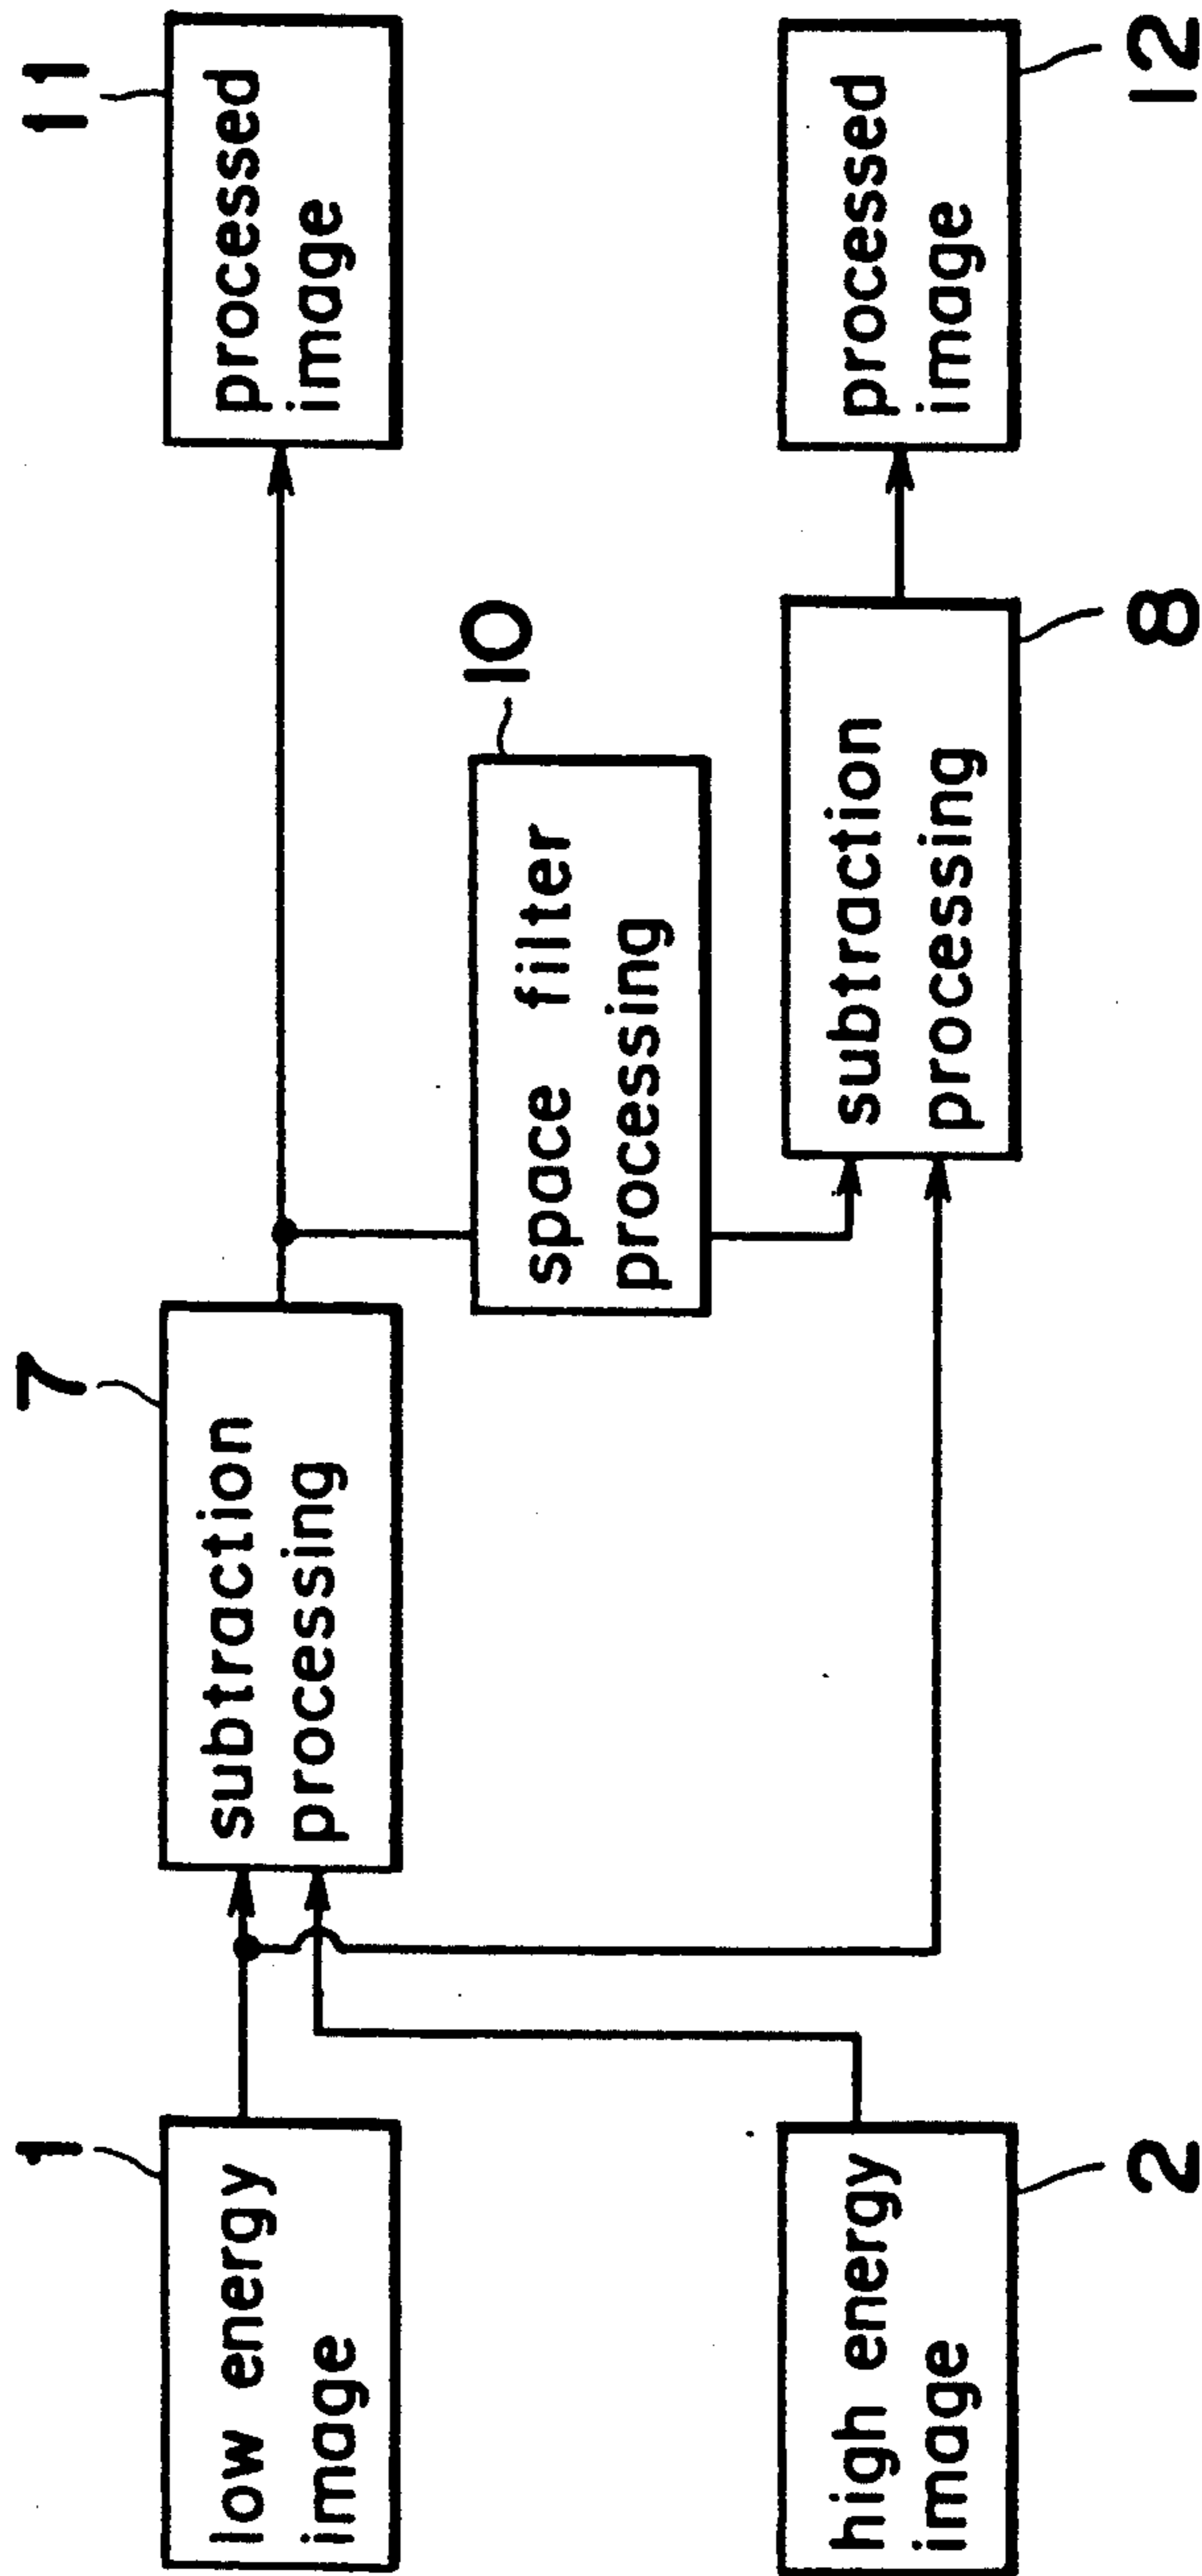 1
low energy
image
7
subtraction
processing
11
processed
image
10
space filter
processing
high energy
image
2
subtraction
processing
8
processed
image
12